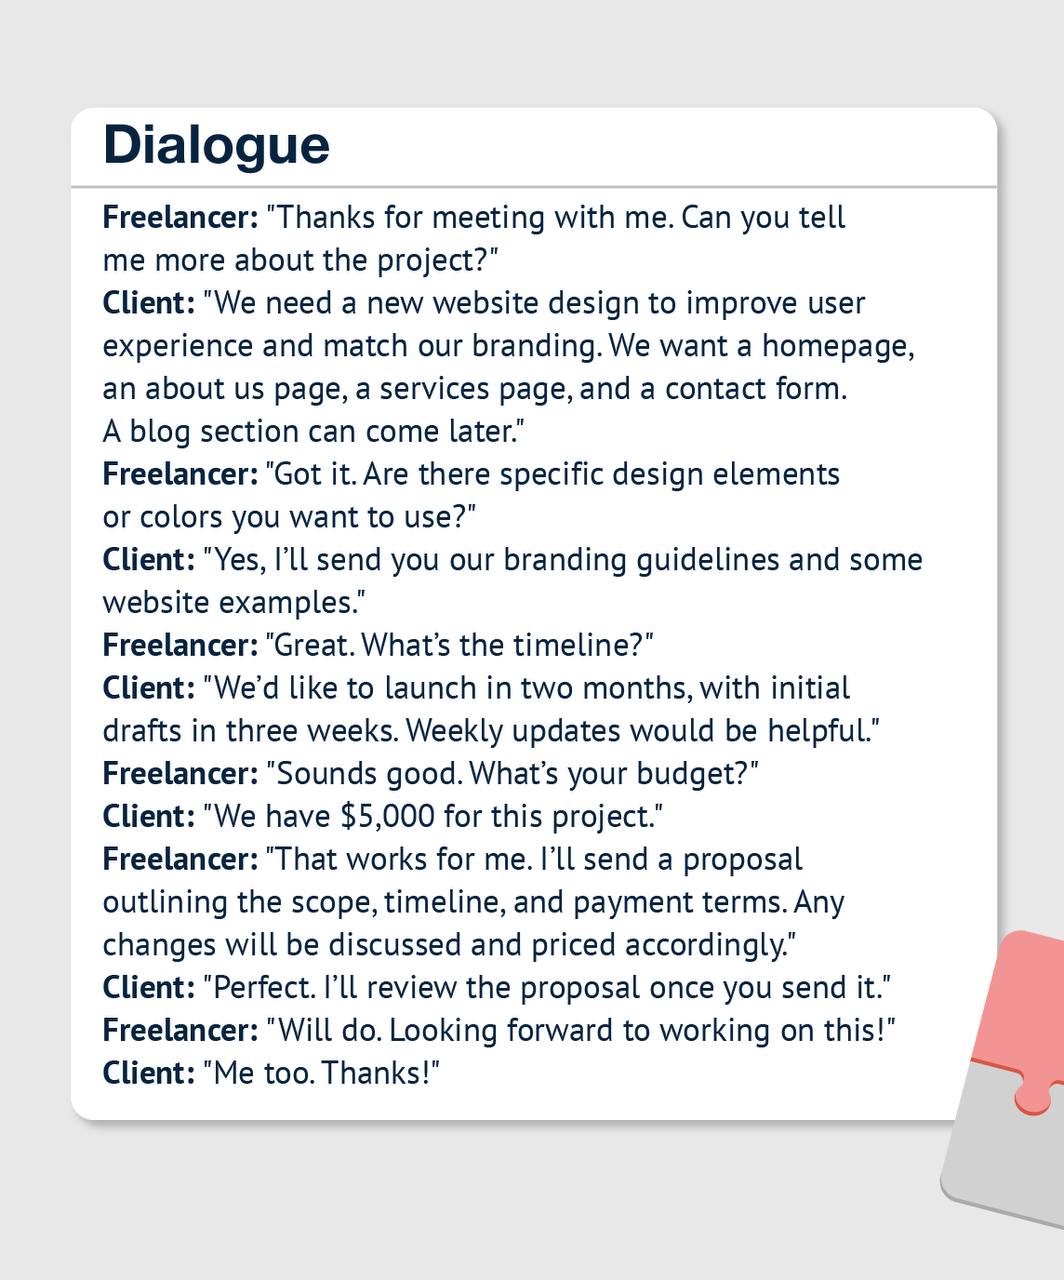 Dialogue
Freelancer: "Thanks for meeting with me. Can you tell
me more about the project?"
Client: "We need a new website design to improve user
experience and match our branding. We want a homepage,
an about us page, a services page, and a contact form.
A blog section can come later."
Freelancer: "Got it. Are there specific design elements
or colors you want to use?"
Client: "Yes, I’ll send you our branding guidelines and some
website examples."
Freelancer: "Great. What’s the timeline?"
Client: "We’d like to launch in two months, with initial
drafts in three weeks. Weekly updates would be helpful."
Freelancer: "Sounds good. What’s your budget?"
Client: "We have $5,000 for this project."
Freelancer: "That works for me. I’ll send a proposal
outlining the scope, timeline, and payment terms. Any
changes will be discussed and priced accordingly."
Client: "Perfect. I’ll review the proposal once you send it."
Freelancer: "Will do. Looking forward to working on this!"
Client: "Me too. Thanks!"